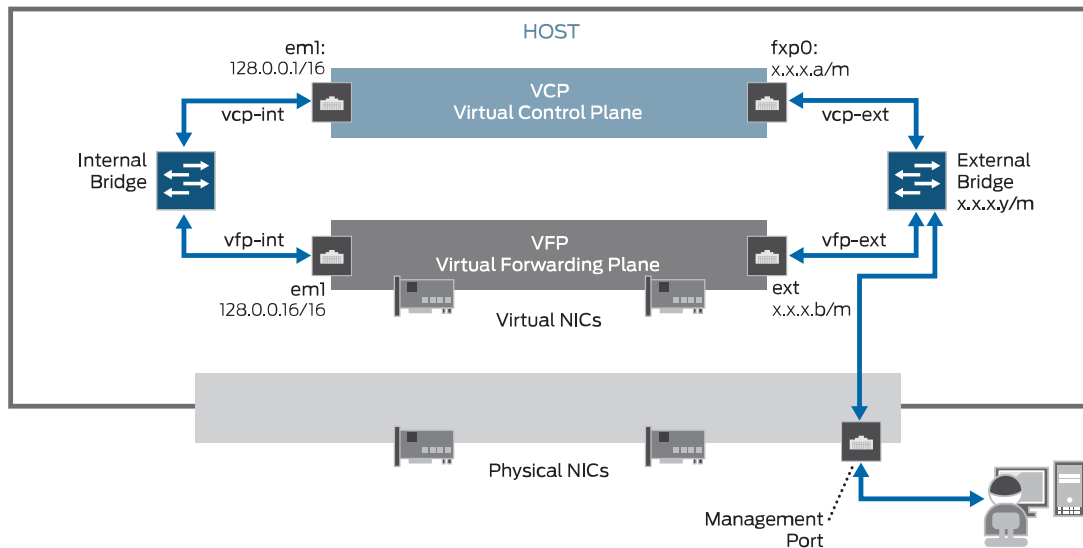 HOST
em1:
128.0.0.1/16
fxp0:
x.x.x.a/m
VCP
Virtual Control Plane
vcp-int
vcp-ext
Internal
Bridge
External
Bridge
x.x.x.y/m
vfp-int
VFP
Virtual Forwarding Plane
vfp-ext
em1
128.0.0.16/16
ext
x.x.x.b/m
Virtual NICs
Physical NICs
Management
Port